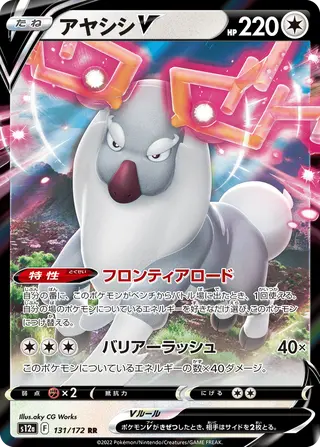 たね アヤシシV HP220
特性 とくせい フロンティアロード
自分の番に、このポケモンがベンチからバトル場に出たとき、1回使える。
自分の場のポケモンについているエネルギーを好きなだけ選び、このポケモンにつけ替える。
バリアーラッシュ 40×
このポケモンについているエネルギーの数×40ダメージ。
弱点 ×2 抵抗力 にげる
Illus.aky CG Works
Vルール
s12a F 131/172 RR
ポケモンVがきぜつしたとき、相手はサイドを2枚とる。
©2022 Pokémon/Nintendo/Creatures/GAME FREAK.